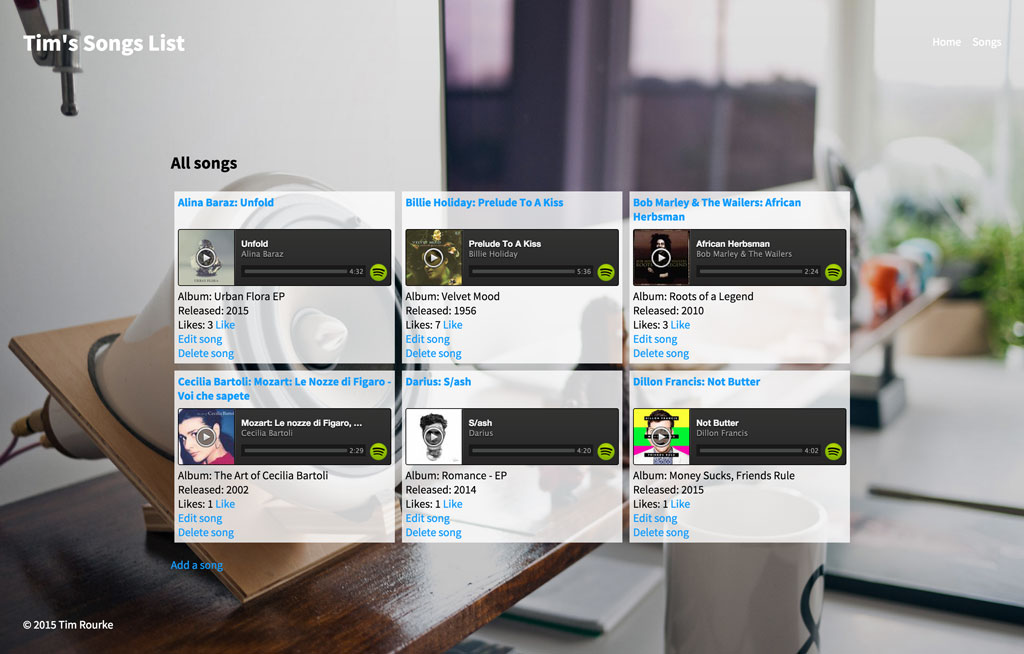 Tim's Songs List
Home Songs
All songs
Alina Baraz: Unfold
Unfold
Alina Baraz
4:32
Album: Urban Flora EP
Released: 2015
Likes: 3 Like
Edit song
Delete song
Billie Holiday: Prelude To A Kiss
Prelude To A Kiss
Billie Holiday
5:36
Album: Velvet Mood
Released: 1956
Likes: 7 Like
Edit song
Delete song
Bob Marley & The Wailers: African
Herbsman
African Herbsman
Bob Marley & The Wailers
2:24
Album: Roots of a Legend
Released: 2010
Likes: 3 Like
Edit song
Delete song
Cecilia Bartoli: Mozart: Le Nozze di Figaro -
Voi che sapete
Mozart: Le nozze di Figaro, ...
Cecilia Bartoli
2:29
Album: The Art of Cecilia Bartoli
Released: 2002
Likes: 1 Like
Edit song
Delete song
Darius: S/ash
S/ash
Darius
4:20
Album: Romance - EP
Released: 2014
Likes: 1 Like
Edit song
Delete song
Dillon Francis: Not Butter
DILLON FRANCIS
Not Butter
Dillon Francis
4:02
Album: Money Sucks, Friends Rule
Released: 2015
Likes: 1 Like
Edit song
Delete song
Add a song
© 2015 Tim Rourke